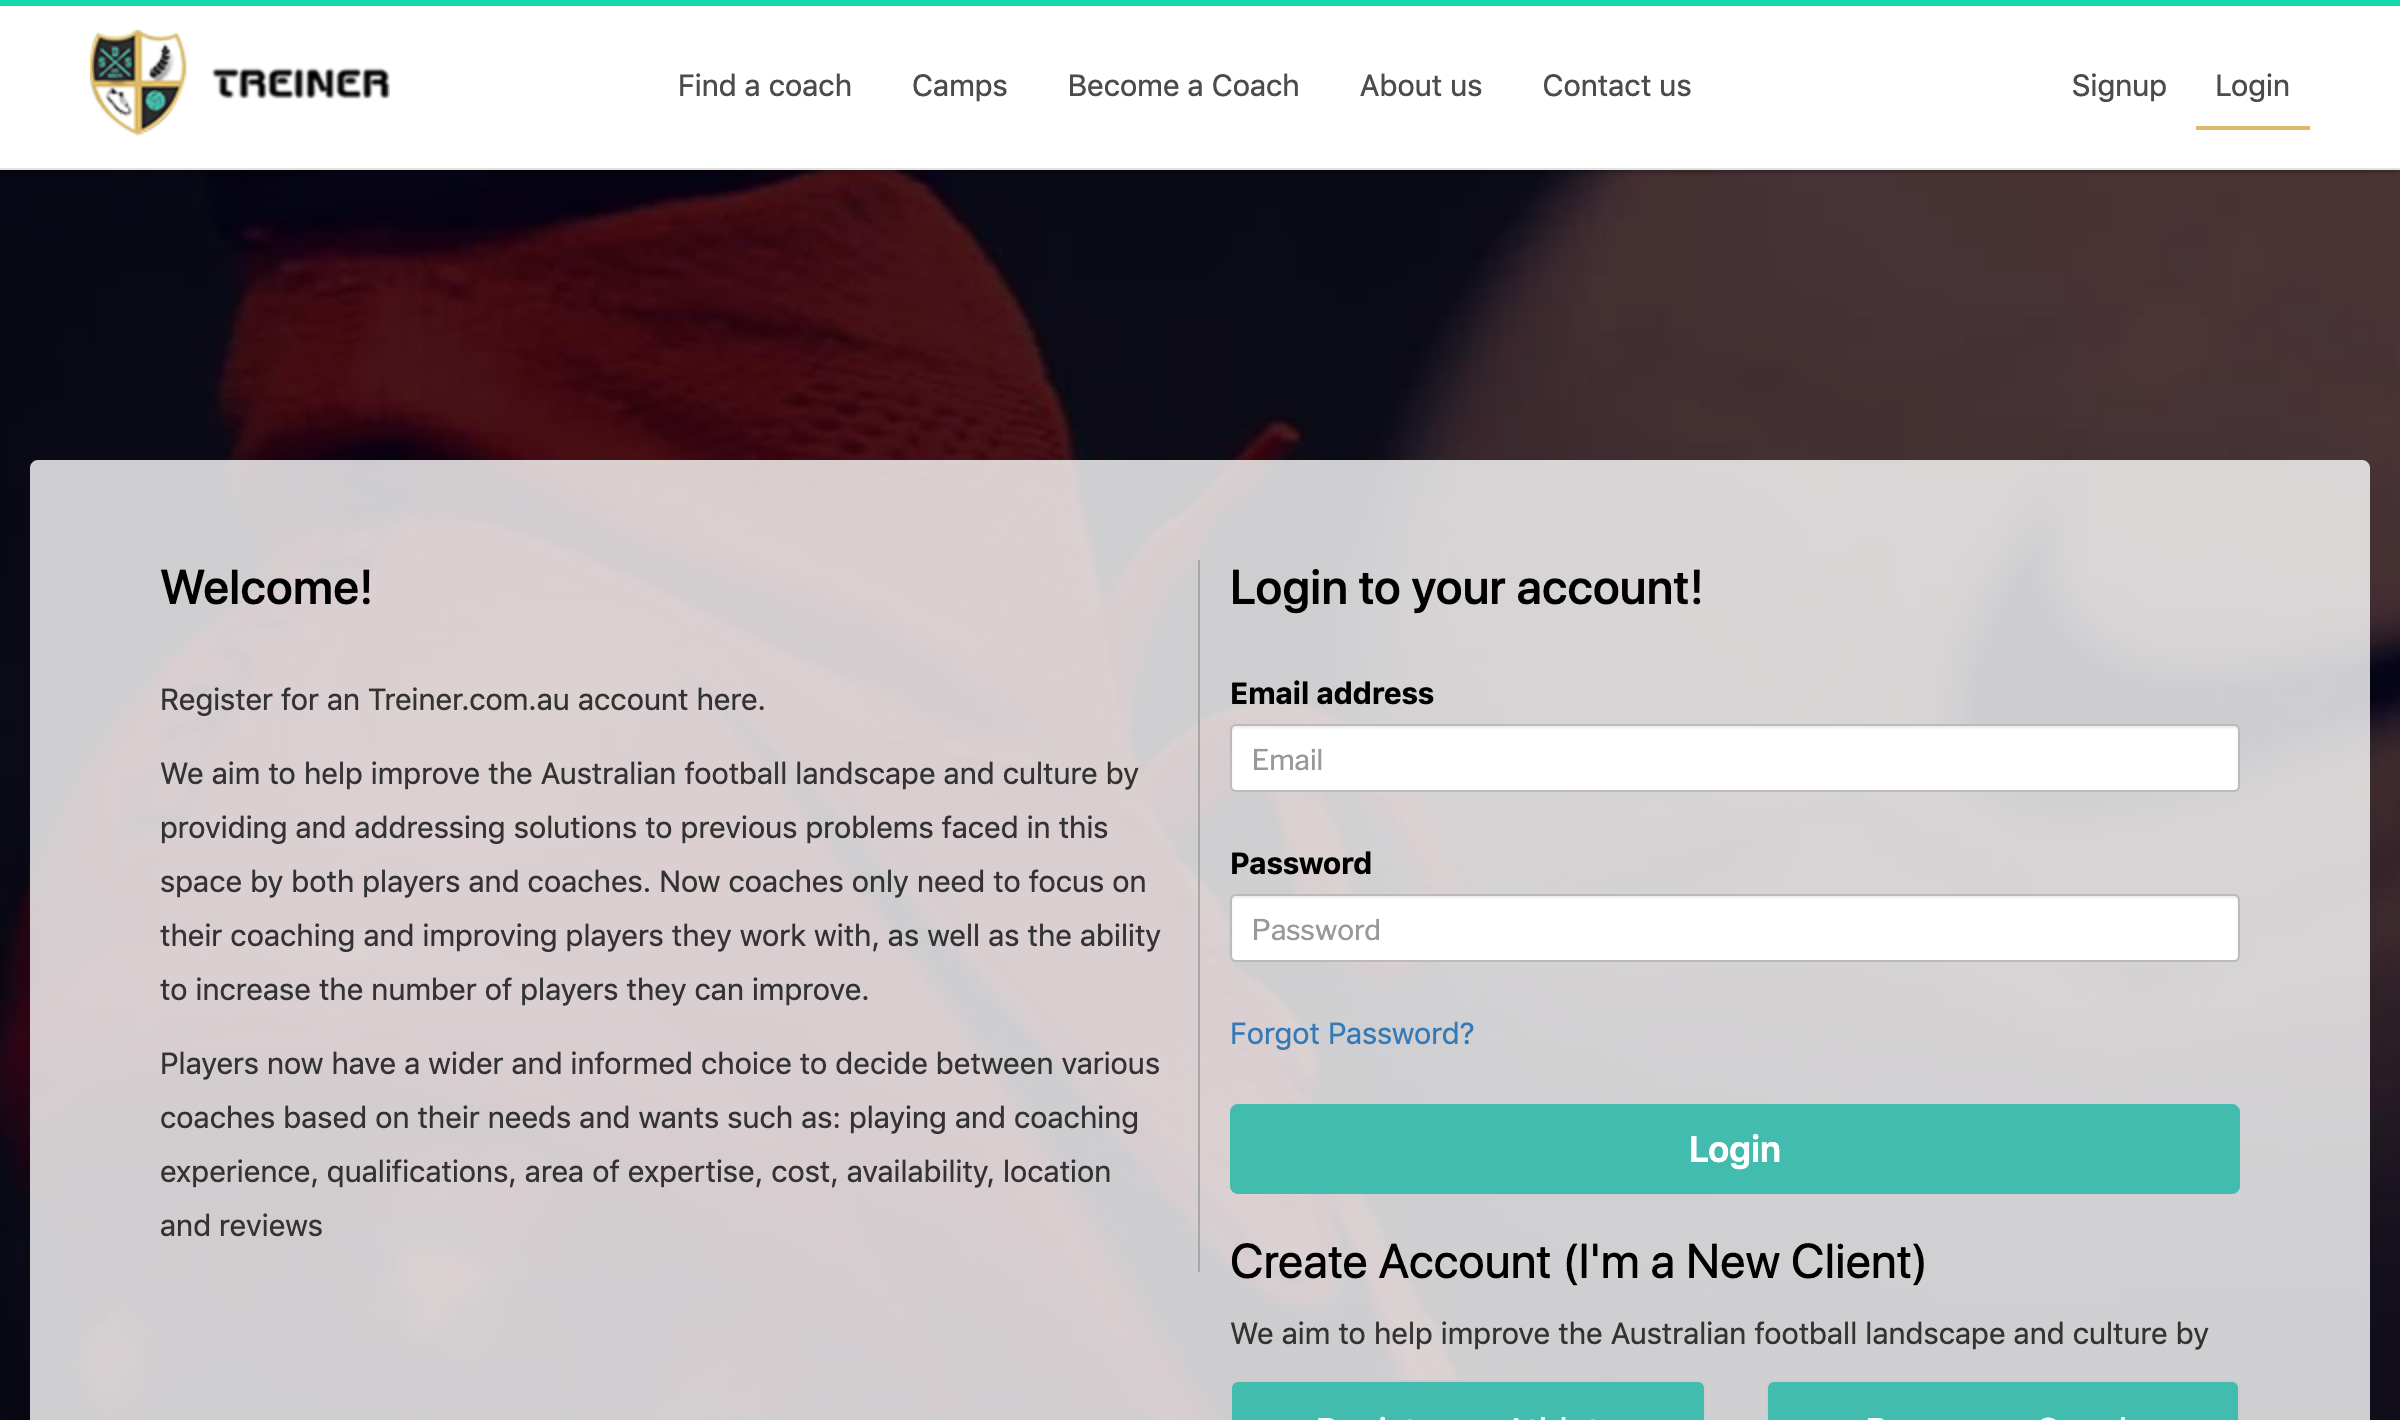 TREINER
Find a coach
Camps
Become a Coach
About us
Contact us
Signup
Login
Welcome!
Register for an Treiner.com.au account here.
We aim to help improve the Australian football landscape and culture by
providing and addressing solutions to previous problems faced in this
space by both players and coaches. Now coaches only need to focus on
their coaching and improving players they work with, as well as the ability
to increase the number of players they can improve.
Players now have a wider and informed choice to decide between various
coaches based on their needs and wants such as: playing and coaching
experience, qualifications, area of expertise, cost, availability, location
and reviews
Login to your account!
Email address
Email
Password
Password
Forgot Password?
Login
Create Account (I'm a New Client)
We aim to help improve the Australian football landscape and culture by